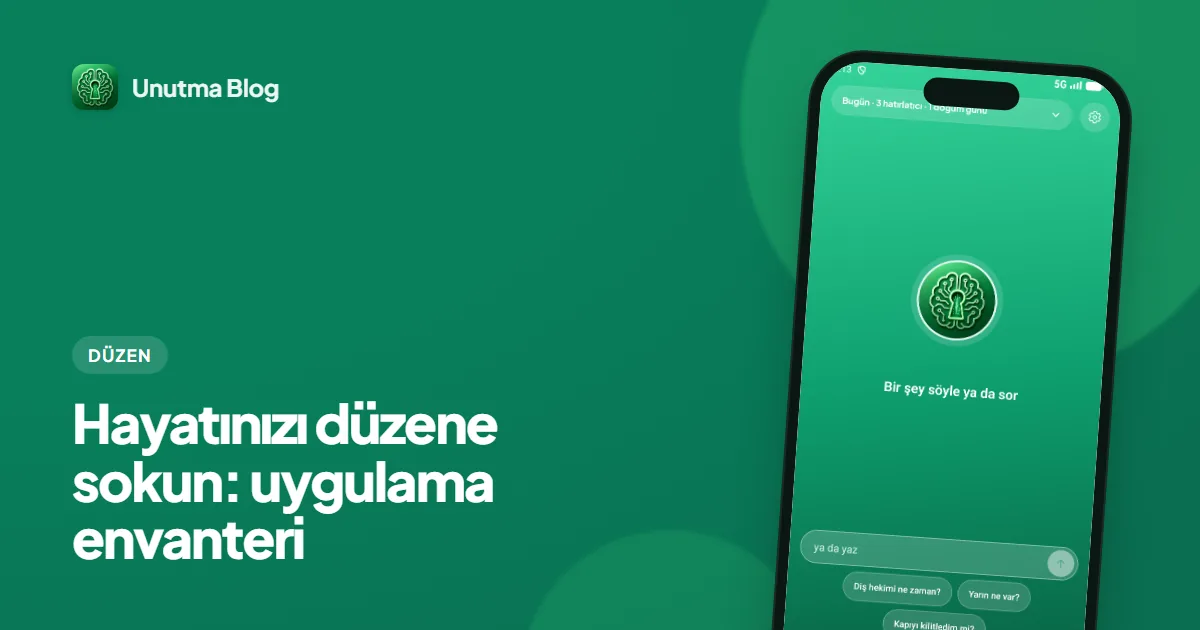 Unutma Blog
DÜZEN
Hayatınızı düzene
sokun: uygulama
envanteri
13
5G
Bugün · 3 hatırlatıcı · 1 doğum günü
Bir şey söyle ya da sor
ya da yaz
Diş hekimi ne zaman?
Yarın ne var?
Kapıyı kilitledim mi?